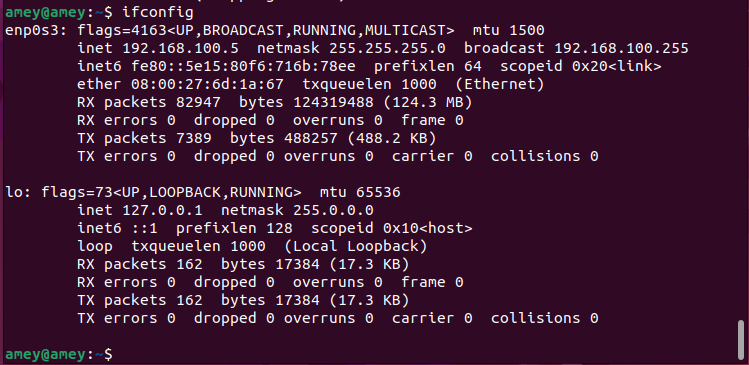 amey@amey:~$ ifconfig
enp0s3: flags=4163<UP,BROADCAST,RUNNING,MULTICAST>  mtu 1500
        inet 192.168.100.5  netmask 255.255.255.0  broadcast 192.168.100.255
        inet6 fe80::5e15:80f6:716b:78ee  prefixlen 64  scopeid 0x20<link>
        ether 08:00:27:6d:1a:67  txqueuelen 1000  (Ethernet)
        RX packets 82947  bytes 124319488 (124.3 MB)
        RX errors 0  dropped 0  overruns 0  frame 0
        TX packets 7389  bytes 488257 (488.2 KB)
        TX errors 0  dropped 0 overruns 0  carrier 0  collisions 0

lo: flags=73<UP,LOOPBACK,RUNNING>  mtu 65536
        inet 127.0.0.1  netmask 255.0.0.0
        inet6 ::1  prefixlen 128  scopeid 0x10<host>
        loop  txqueuelen 1000  (Local Loopback)
        RX packets 162  bytes 17384 (17.3 KB)
        RX errors 0  dropped 0  overruns 0  frame 0
        TX packets 162  bytes 17384 (17.3 KB)
        TX errors 0  dropped 0 overruns 0  carrier 0  collisions 0

amey@amey:~$